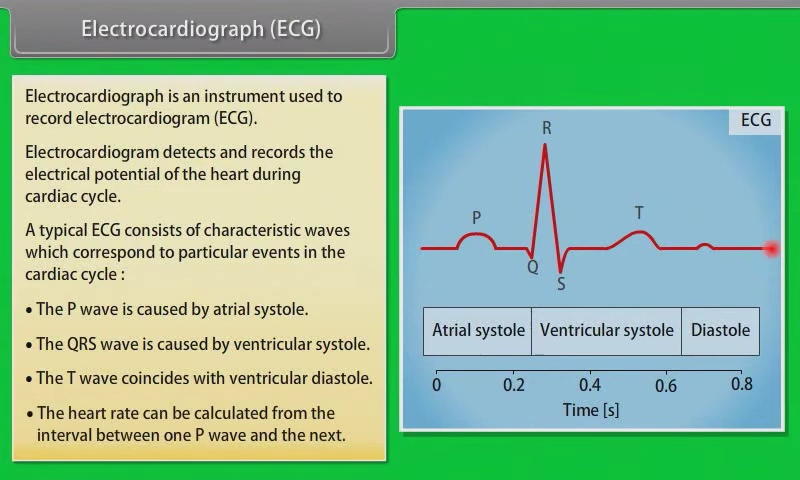 Electrocardiograph (ECG)
Electrocardiograph is an instrument used to
record electrocardiogram (ECG).
Electrocardiogram detects and records the
electrical potential of the heart during
cardiac cycle.
A typical ECG consists of characteristic waves
which correspond to particular events in the
cardiac cycle :
• The P wave is caused by atrial systole.
• The QRS wave is caused by ventricular systole.
• The T wave coincides with ventricular diastole.
• The heart rate can be calculated from the
interval between one P wave and the next.
ECG
R
P
T
Q
S
Atrial systole Ventricular systole Diastole
0 0.2 0.4 0.6 0.8
Time [s]